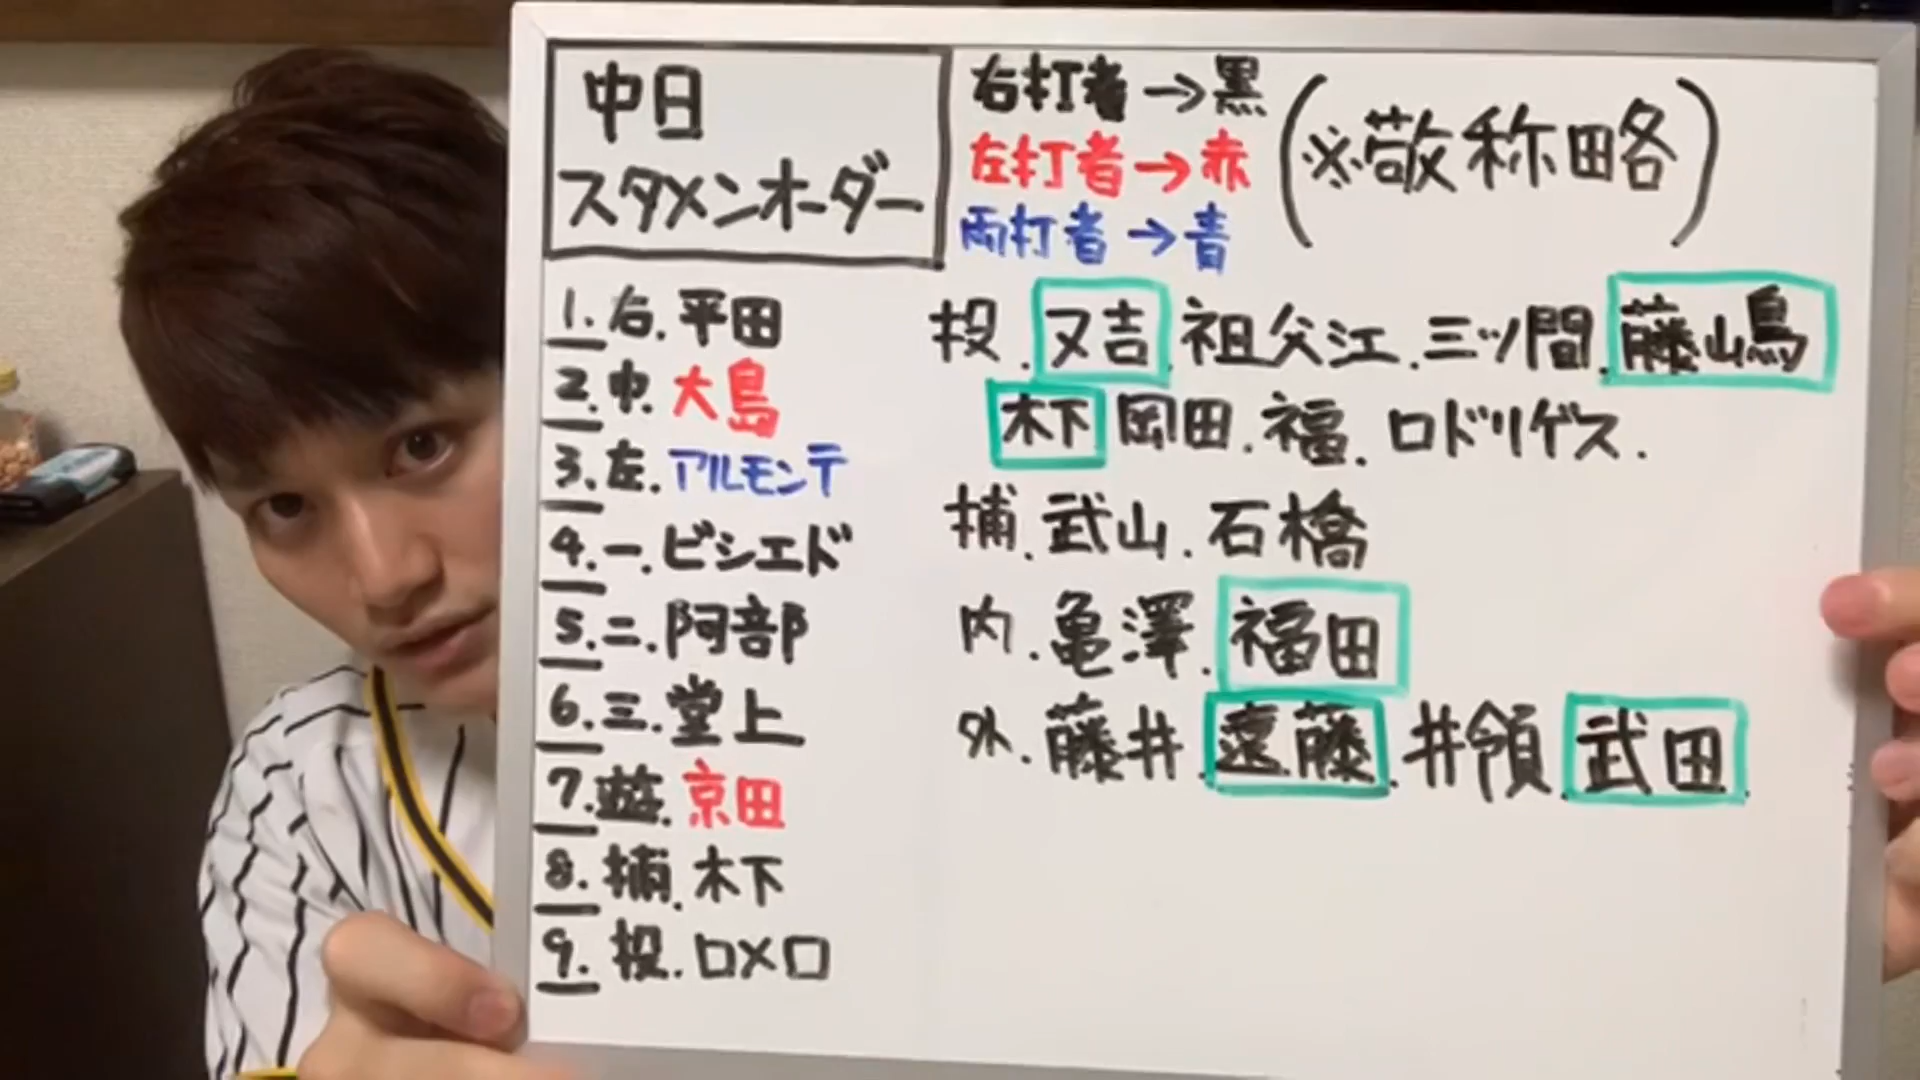 中日
スタメンオーダー
右打者→黒
左打者→赤
両打者→青
(※敬称略)
1.右.平田
2.中.大島
3.左.アルモンテ
4.一.ビシエド
5.二.阿部
6.三.堂上
7.遊.京田
8.捕.木下
9.投.ロメロ
投.又吉.祖父江.三ツ間.藤嶋
木下岡田.福.ロドリゲス.
捕.武山.石橋
内.亀澤.福田
外.藤井.遠藤.井領.武田.